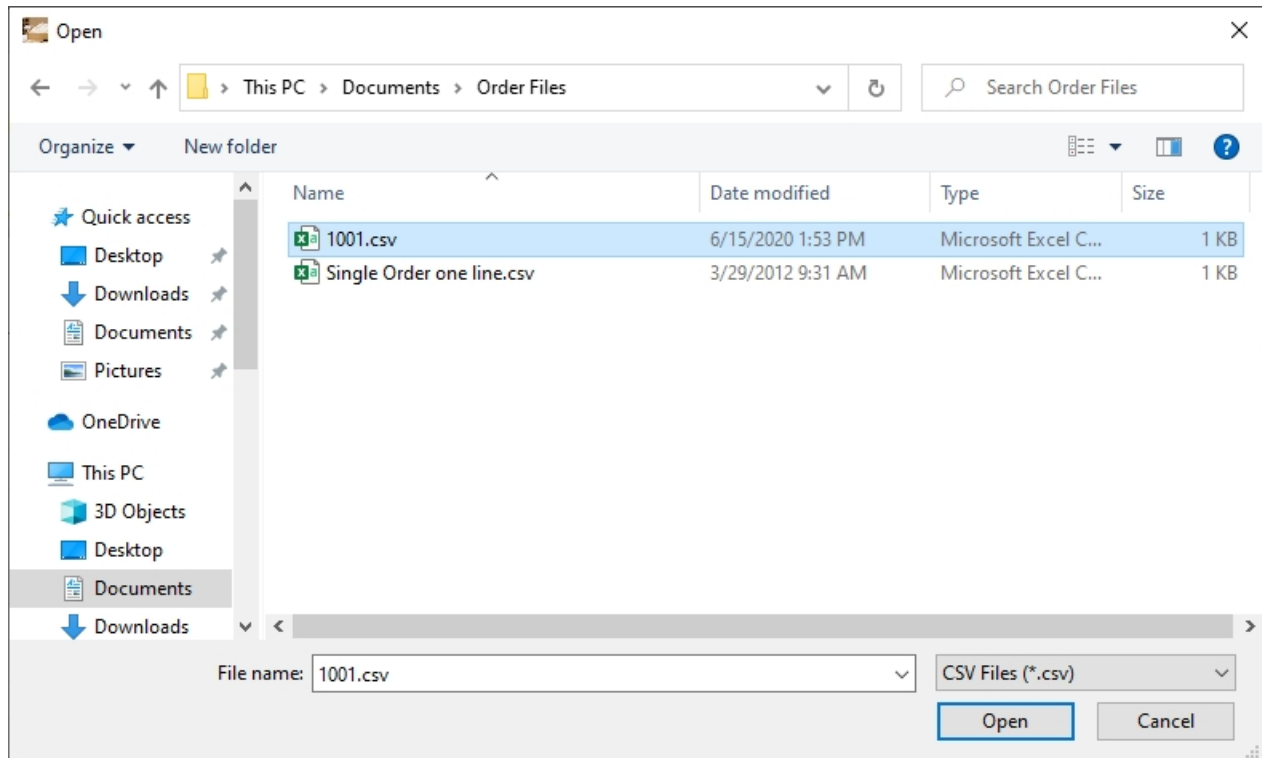 Open
This PC > Documents > Order Files
Search Order Files
Organize
New folder
Name Date modified Type Size
1001.csv 6/15/2020 1:53 PM Microsoft Excel C... 1 KB
Single Order one line.csv 3/29/2012 9:31 AM Microsoft Excel C... 1 KB
Quick access
Desktop
Downloads
Documents
Pictures
OneDrive
This PC
3D Objects
Desktop
Documents
Downloads
File name: 1001.csv
CSV Files (*.csv)
Open
Cancel